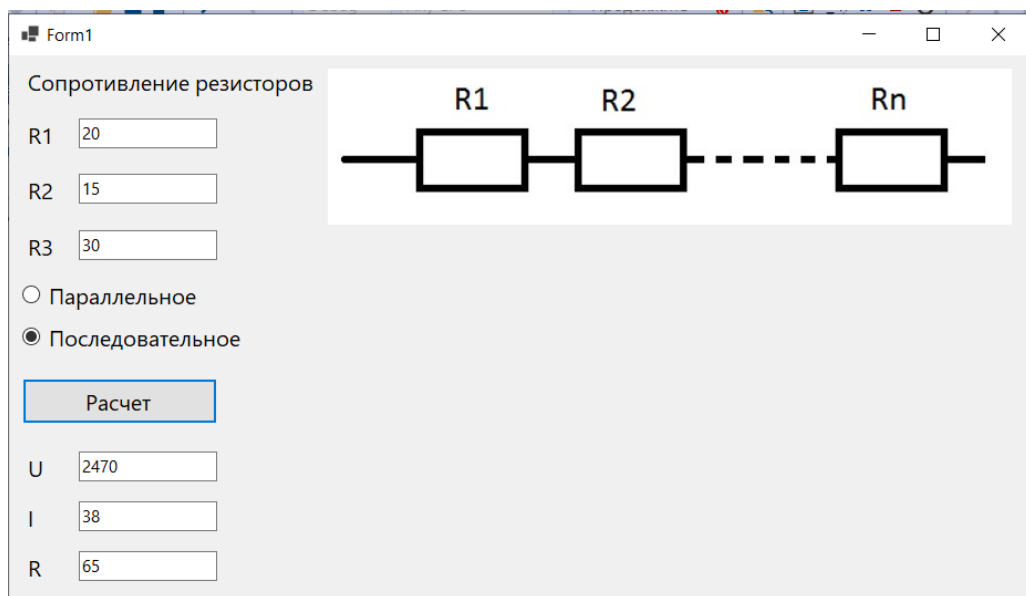 Form1
Сопротивление резисторов
R1 20
R2 15
R3 30
Параллельное
Последовательное
Расчет
U 2470
I 38
R 65
R1 R2 Rn